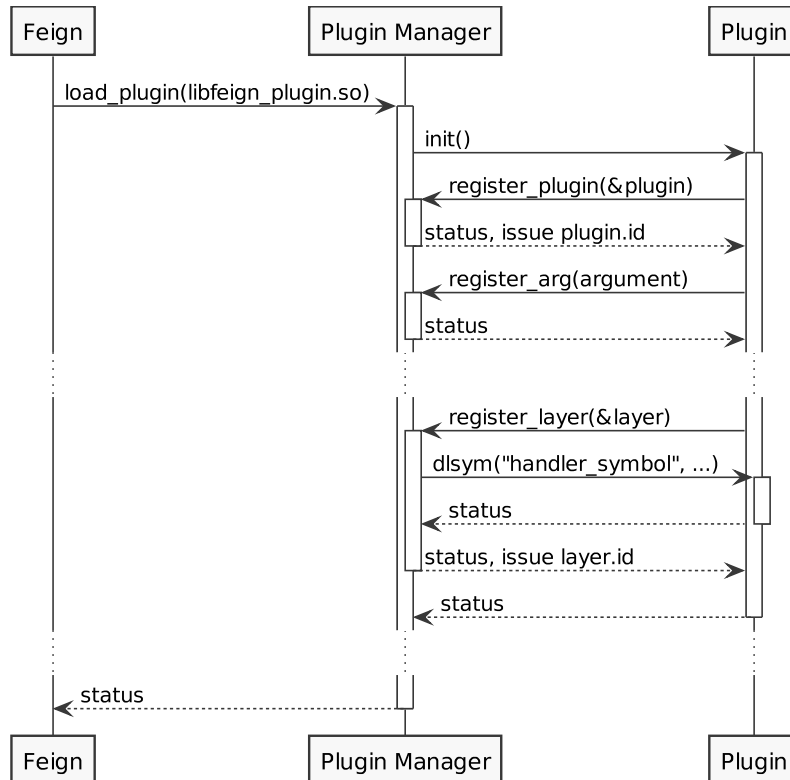 Feign Plugin Manager Plugin
load_plugin(libfeign_plugin.so)
init()
register_plugin(&plugin)
status, issue plugin.id
register_arg(argument)
status
register_layer(&layer)
dlsym("handler_symbol", ...)
status
status, issue layer.id
status
status
Feign Plugin Manager Plugin